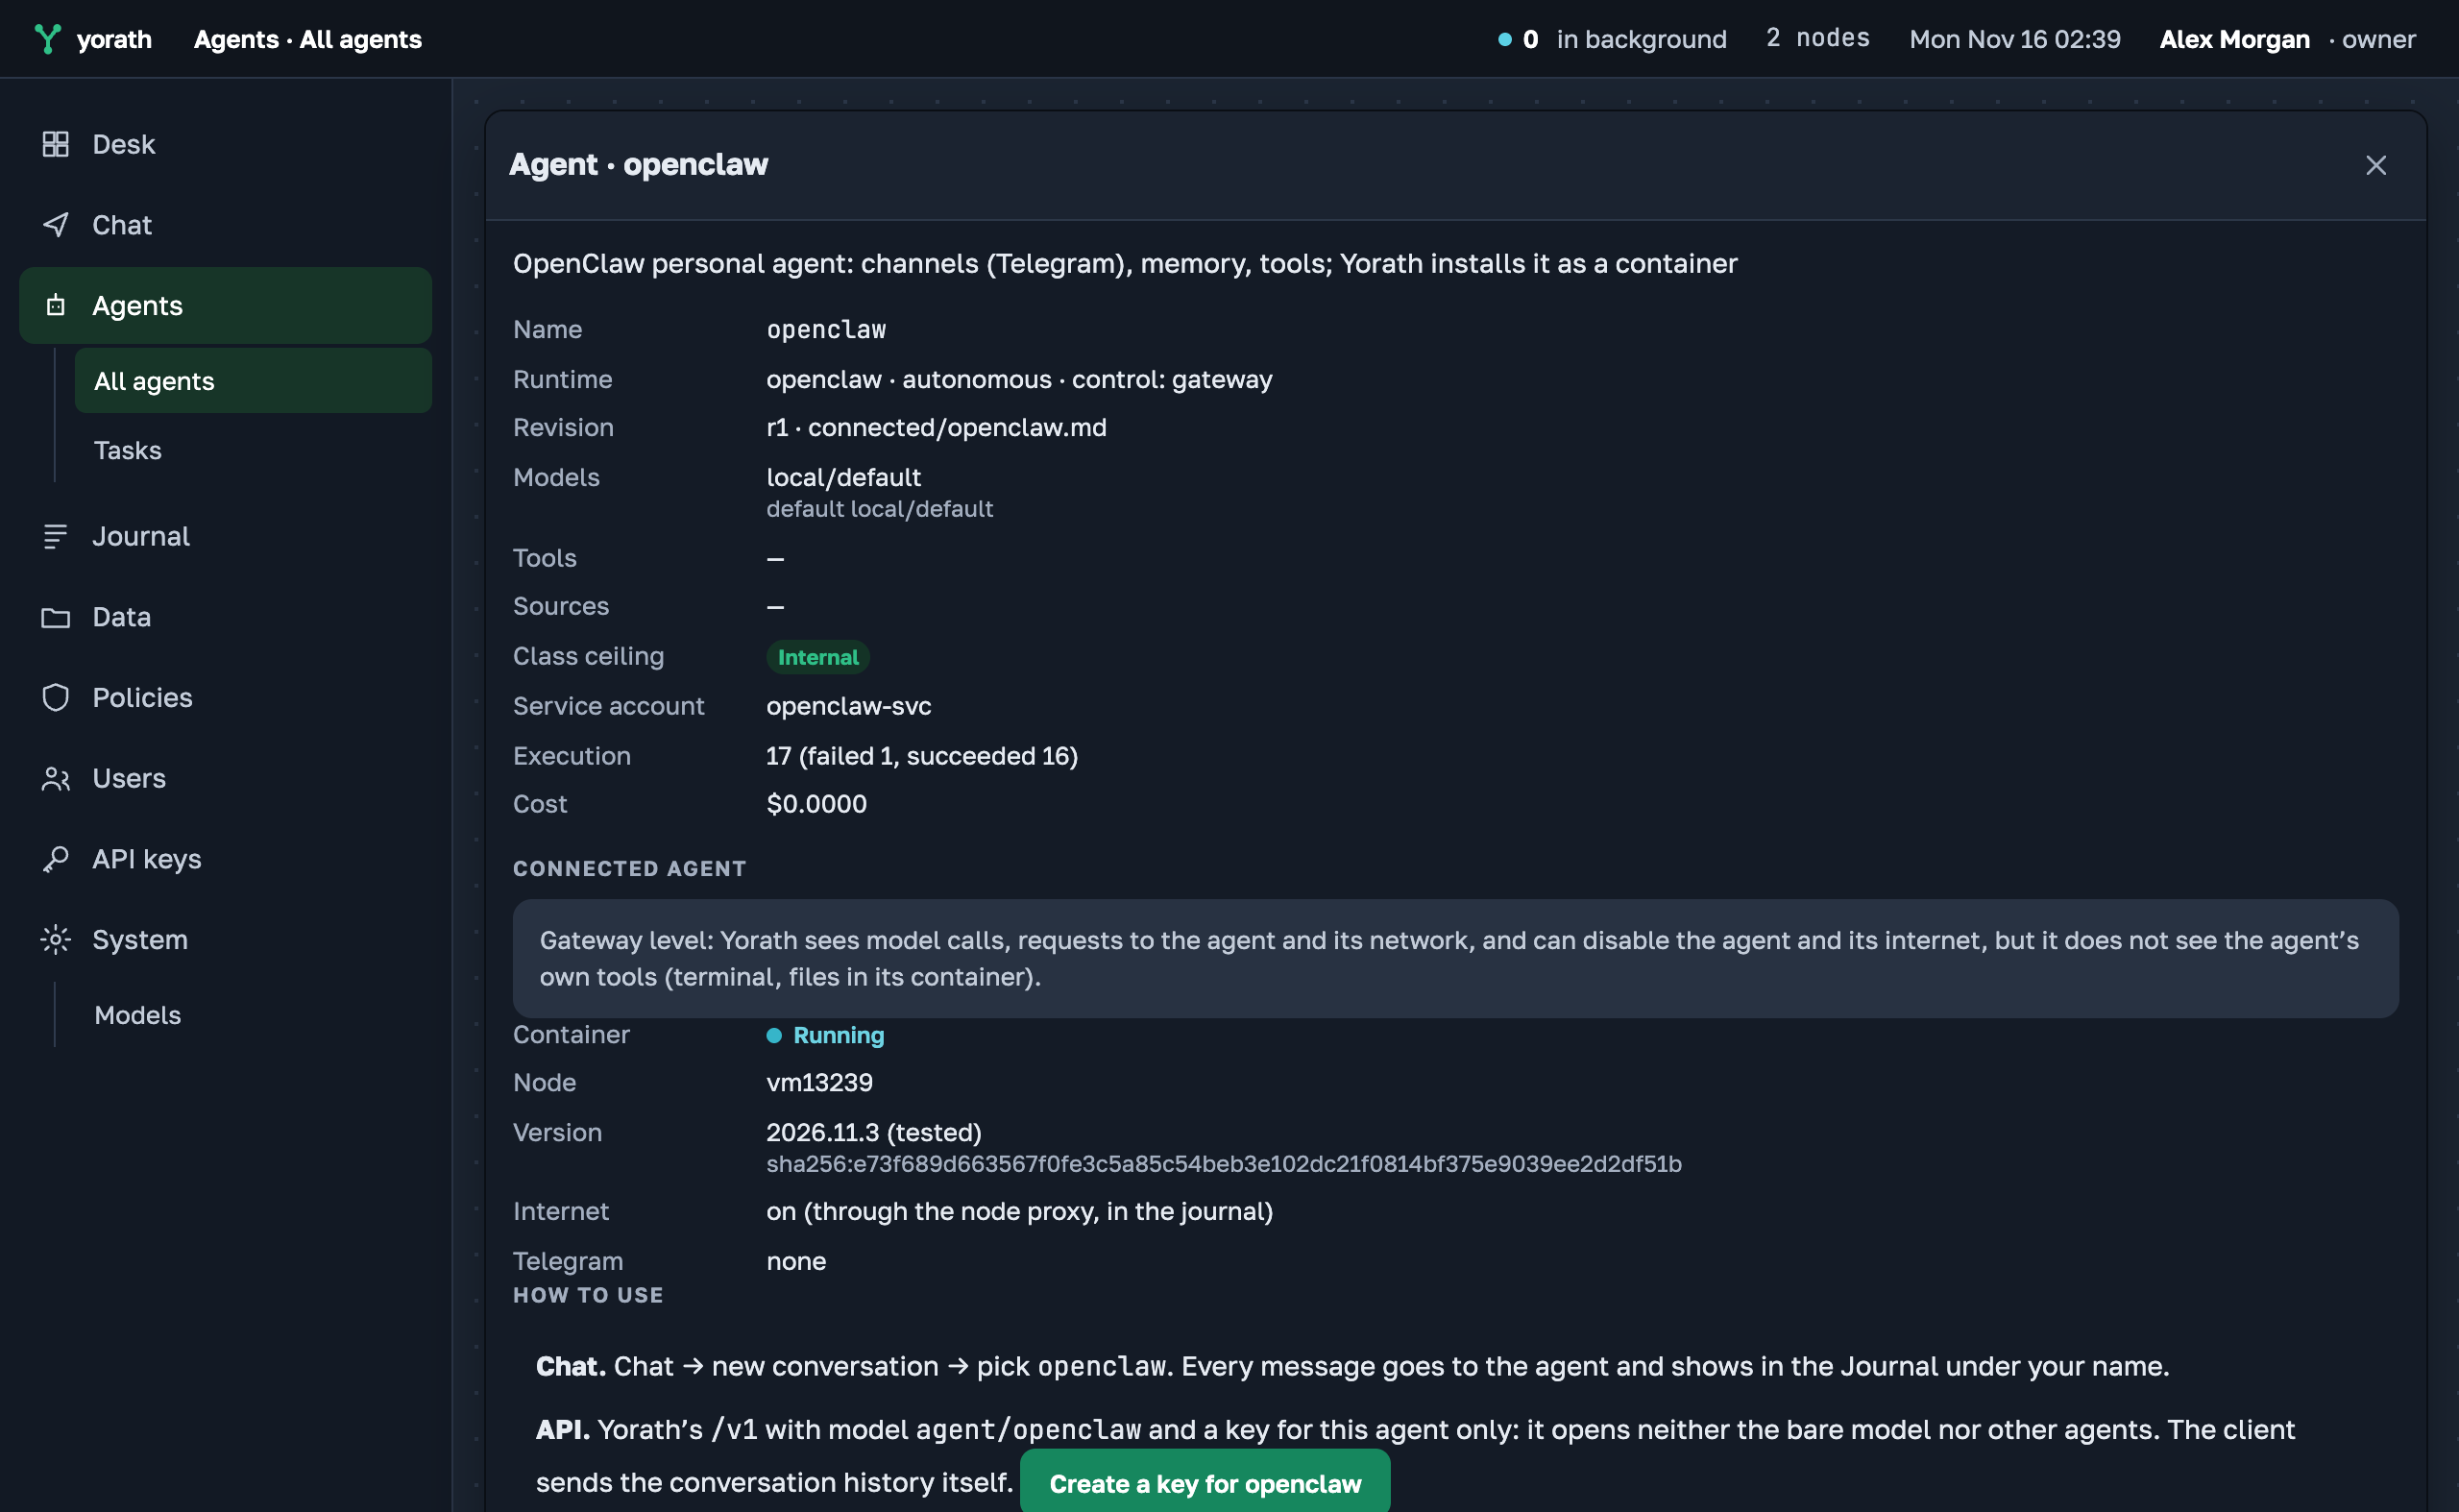 yorath
Agents · All agents
0 in background
2 nodes
Mon Nov 16 02:39
Alex Morgan · owner
Desk
Chat
Agents
All agents
Tasks
Journal
Data
Policies
Users
API keys
System
Models
Agent · openclaw
OpenClaw personal agent: channels (Telegram), memory, tools; Yorath installs it as a container
Name openclaw
Runtime openclaw · autonomous · control: gateway
Revision r1 · connected/openclaw.md
Models local/default
default local/default
Tools —
Sources —
Class ceiling Internal
Service account openclaw-svc
Execution 17 (failed 1, succeeded 16)
Cost $0.0000
CONNECTED AGENT
Gateway level: Yorath sees model calls, requests to the agent and its network, and can disable the agent and its internet, but it does not see the agent’s
own tools (terminal, files in its container).
Container Running
Node vm13239
Version 2026.11.3 (tested)
sha256:e73f689d663567f0fe3c5a85c54beb3e102dc21f0814bf375e9039ee2d2df51b
Internet on (through the node proxy, in the journal)
Telegram none
HOW TO USE
Chat. Chat → new conversation → pick openclaw. Every message goes to the agent and shows in the Journal under your name.
API. Yorath’s /v1 with model agent/openclaw and a key for this agent only: it opens neither the bare model nor other agents. The client
sends the conversation history itself. Create a key for openclaw